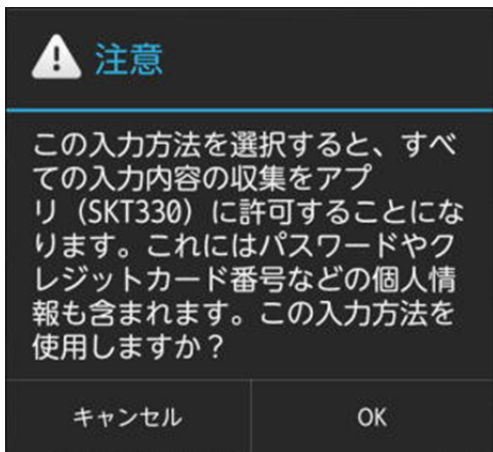 注意
この入力方法を選択すると、すべ
ての入力内容の収集をアプ
リ（SKT330）に許可することにな
ります。これにはパスワードやク
レジットカード番号などの個人情
報も含まれます。この入力方法を
使用しますか？
キャンセル
OK